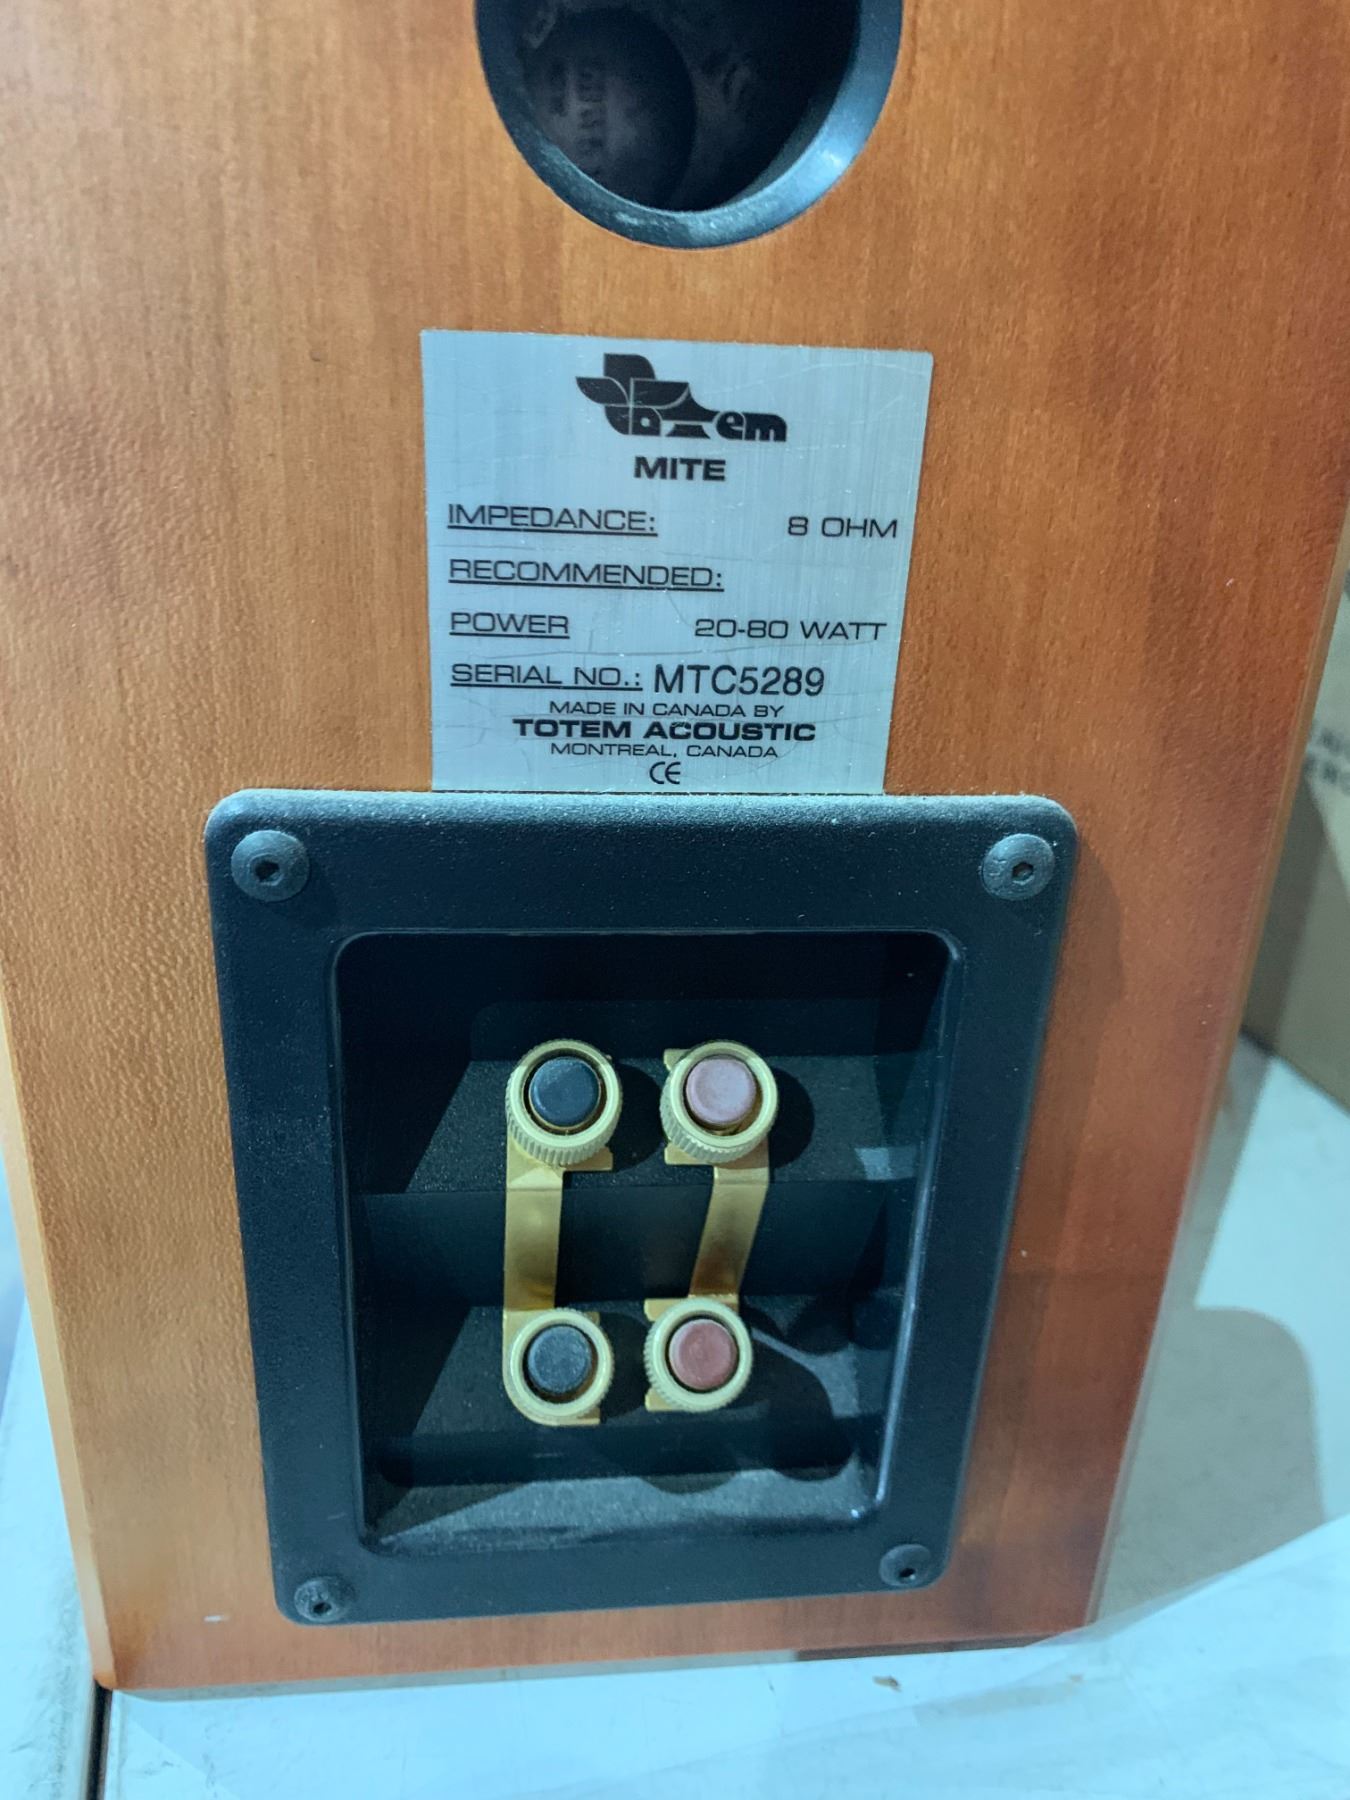 Totem
MITE
IMPEDANCE: 8 OHM
RECOMMENDED:
POWER 20-80 WATT
SERIAL NO.: MTC5289
MADE IN CANADA BY
TOTEM ACOUSTIC
MONTREAL, CANADA
CE